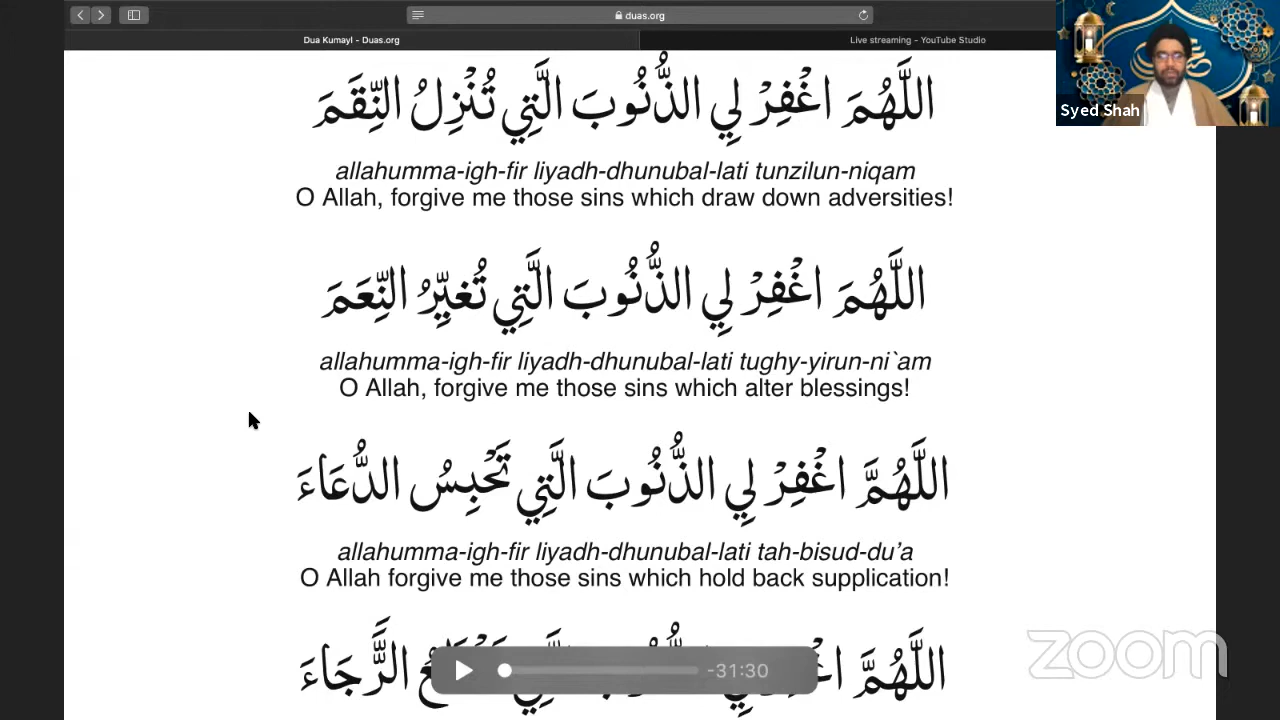 duas.org
Dua Kumayl - Duas.org
Live streaming - YouTube Studio
Syed Shah
اللَّهُمَ اغْفِرْ لِي الذُّنُوبَ الَّتِي تُنْزِلُ النِّقَمَ
allahumma-igh-fir liyadh-dhunubal-lati tunzilun-niqam
O Allah, forgive me those sins which draw down adversities!
اللَّهُمَ اغْفِرْ لِي الذُّنُوبَ الَّتِي تُغَيِّرُ النِّعَمَ
allahumma-igh-fir liyadh-dhunubal-lati tughy-yirun-ni`am
O Allah, forgive me those sins which alter blessings!
اللَّهُمَّ اغْفِرْ لِي الذُّنُوبَ الَّتِي تَحْبِسُ الدُّعَاءَ
allahumma-igh-fir liyadh-dhunubal-lati tah-bisud-du’a
O Allah forgive me those sins which hold back supplication!
اللَّهُمَّ الرَّجَاءَ
-31:30
zoom